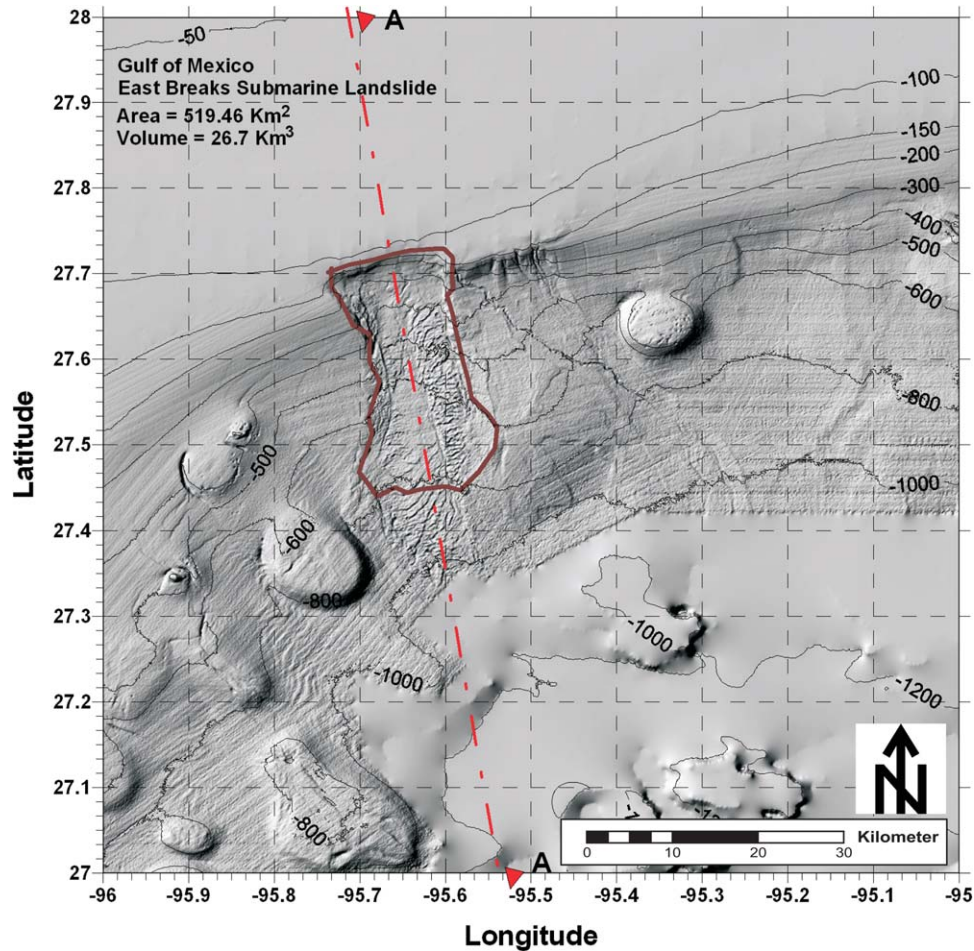 A
Gulf of Mexico
East Breaks Submarine Landslide
Area = 519.46 Km²
Volume = 26.7 Km³
28
27.9
27.8
27.7
27.6
27.5
27.4
27.3
27.2
27.1
27
Latitude
-50
-100
-150
-200
-300
-400
-500
-600
-800
-1000
-500
-600
-800
-1000
-1000
-1200
-800
N
Kilometer
0 10 20 30
A
-96 -95.9 -95.8 -95.7 -95.6 -95.5 -95.4 -95.3 -95.2 -95.1 -95
Longitude